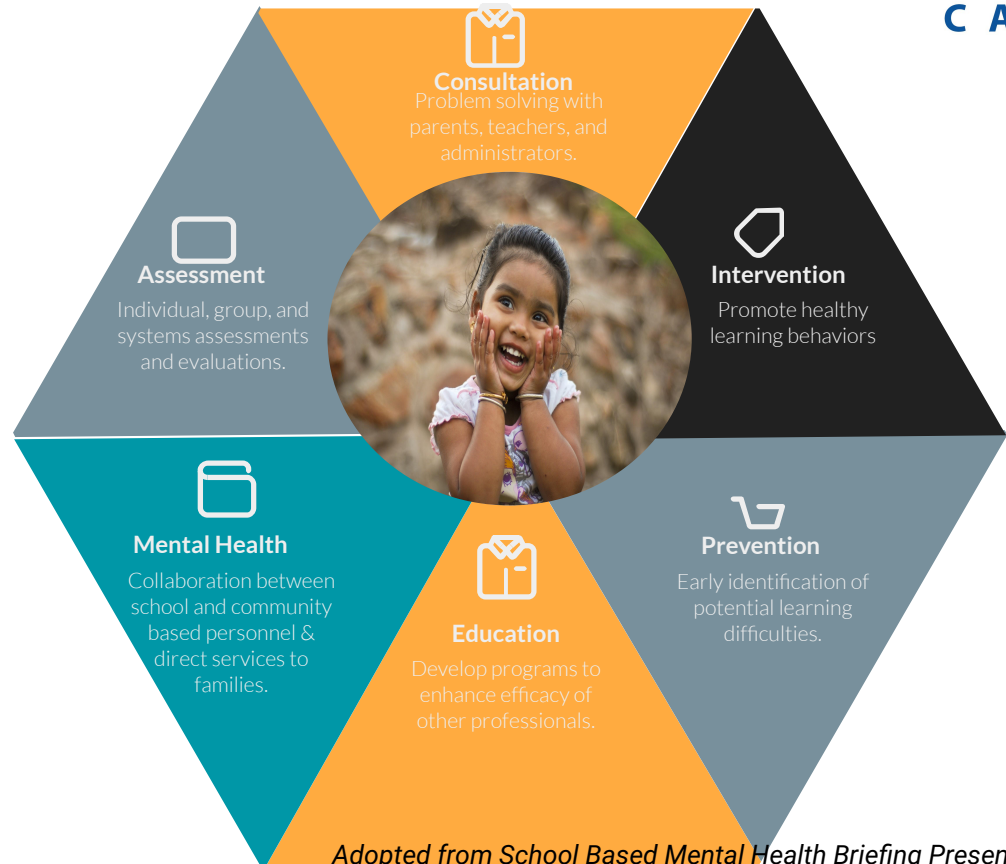 C A
Consultation
Problem solving with
parents, teachers, and
administrators.
Assessment
Individual, group, and
systems assessments
and evaluations.
Intervention
Promote healthy
learning behaviors
Mental Health
Collaboration between
school and community
based personnel &
direct services to
families.
Education
Develop programs to
enhance efficacy of
other professionals.
Prevention
Early identification of
potential learning
difficulties.
Adopted from School Based Mental Health Briefing Presen